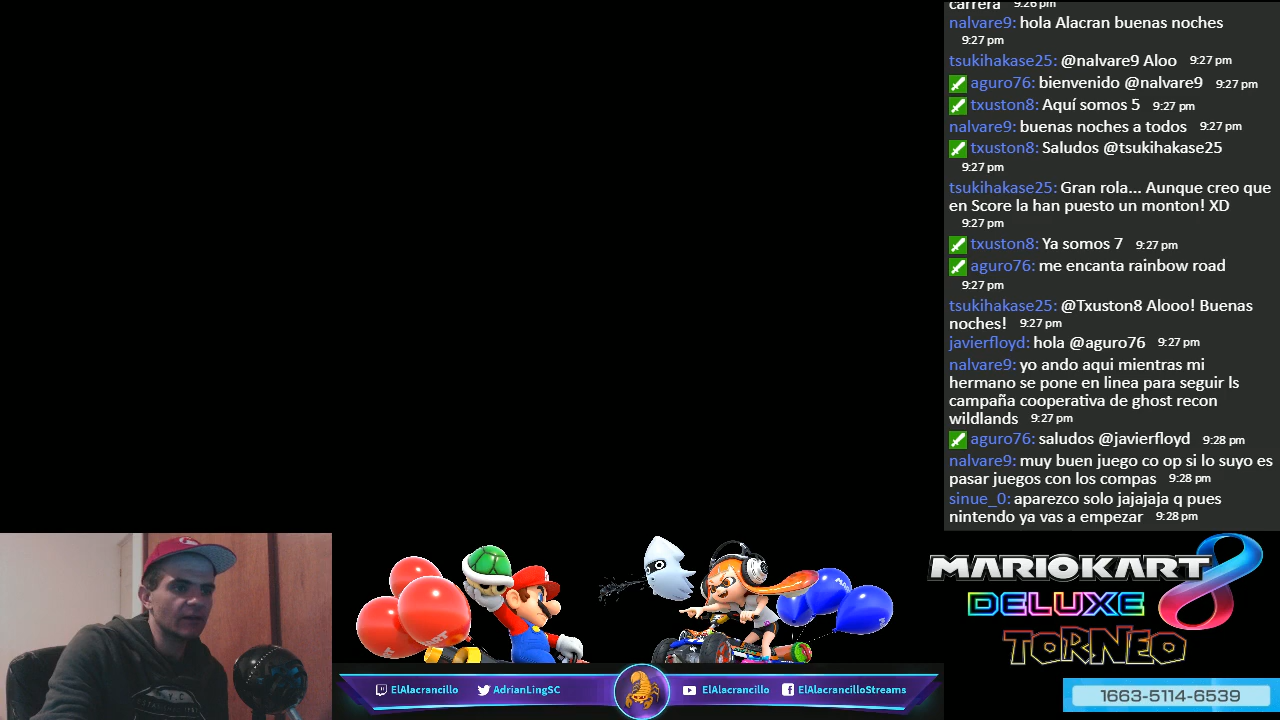 carrera 9:26 pm
nalvare9: hola Alacran buenas noches
9:27 pm
tsukihakase25: @nalvare9 Aloo 9:27 pm
aguro76: bienvenido @nalvare9 9:27 pm
txuston8: Aquí somos 5 9:27 pm
nalvare9: buenas noches a todos 9:27 pm
txuston8: Saludos @tsukihakase25
9:27 pm
tsukihakase25: Gran rola... Aunque creo que
en Score la han puesto un monton! XD
9:27 pm
txuston8: Ya somos 7 9:27 pm
aguro76: me encanta rainbow road
9:27 pm
tsukihakase25: @Txuston8 Alooo! Buenas
noches! 9:27 pm
javierfloyd: hola @aguro76 9:27 pm
nalvare9: yo ando aqui mientras mi
hermano se pone en linea para seguir ls
campaña cooperativa de ghost recon
wildlands 9:27 pm
aguro76: saludos @javierfloyd 9:28 pm
nalvare9: muy buen juego co op si lo suyo es
pasar juegos con los compas 9:28 pm
sinue_0: aparezco solo jajajaja q pues
nintendo ya vas a empezar 9:28 pm
MARIOKART 8
DELUXE
TORNEO
1663-5114-6539
ElAlacrancillo AdrianLingSC ElAlacrancillo ElAlacrancilloStreams